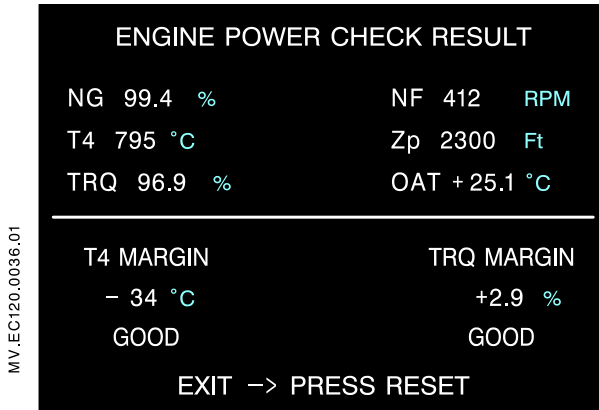 ENGINE POWER CHECK RESULT
NG 99.4 % NF 412 RPM
T4 795 °C Zp 2300 Ft
TRQ 96.9 % OAT +25.1 °C
T4 MARGIN TRQ MARGIN
− 34 °C +2.9 %
GOOD GOOD
EXIT −> PRESS RESET
MV.EC120.0036.01